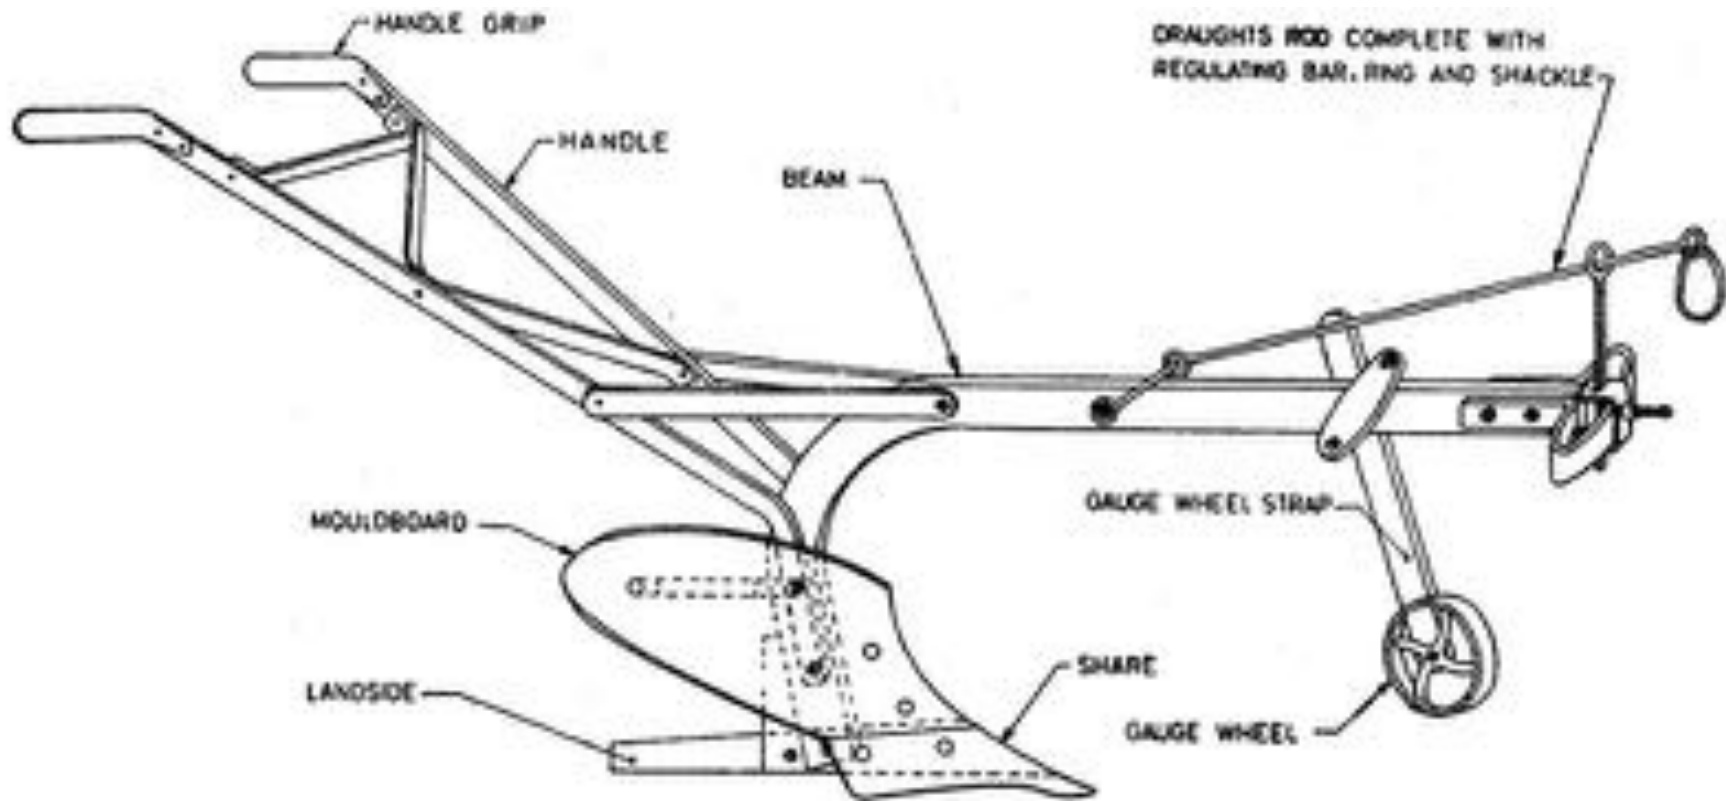 HANDLE GRIP
DRAUGHTS ROD COMPLETE WITH
REGULATING BAR, RING AND SHACKLE
HANDLE
BEAM
GAUGE WHEEL STRAP
MOULDBOARD
SHARE
LANDSIDE
GAUGE WHEEL